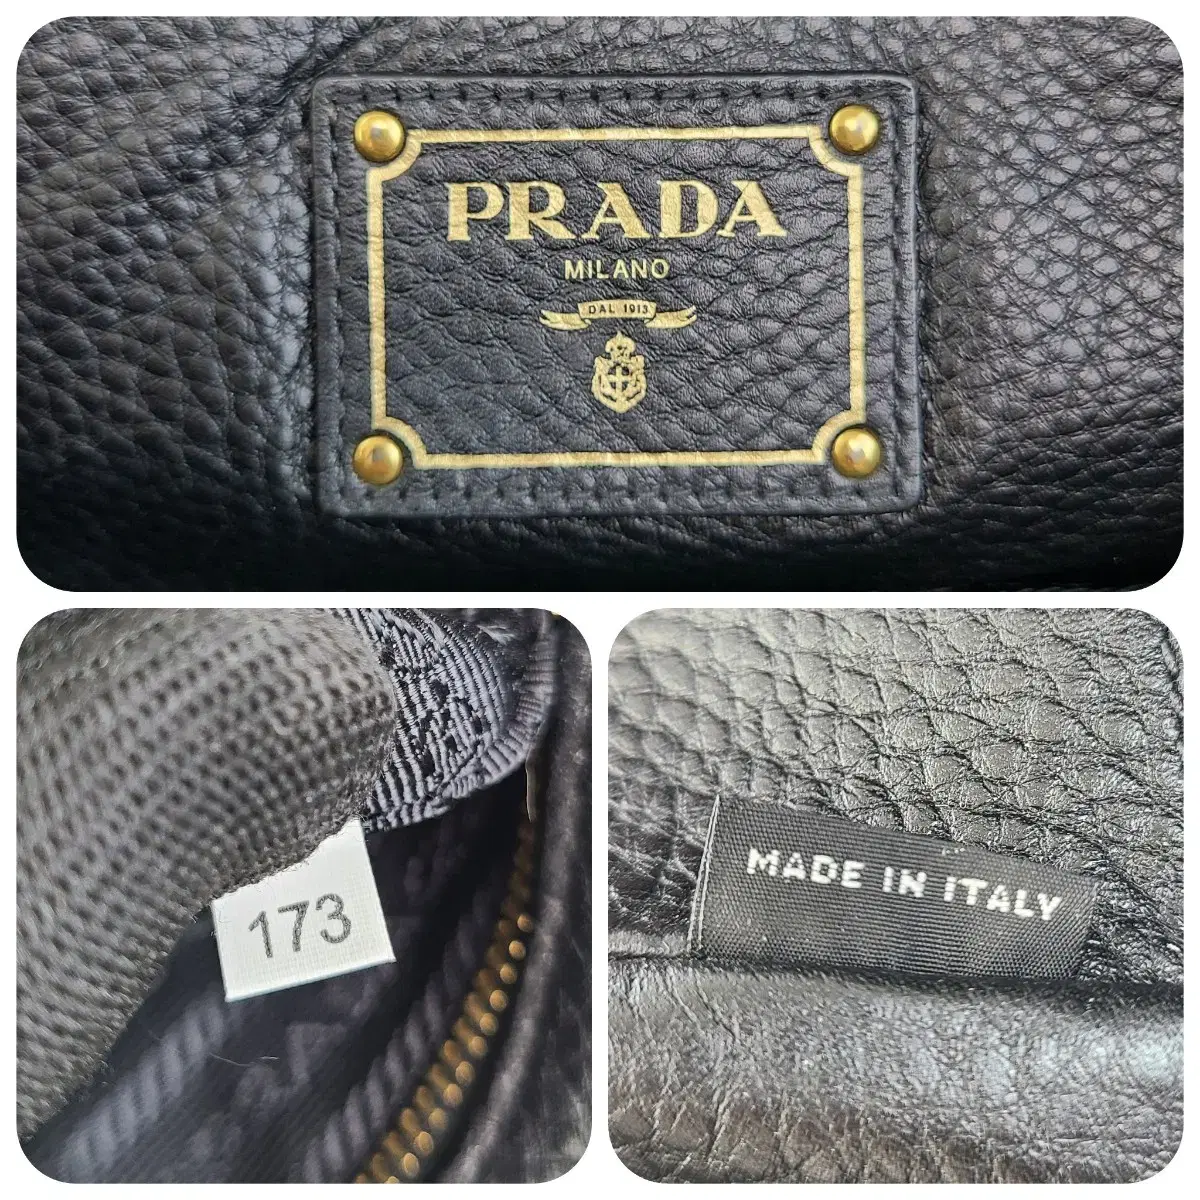 PRADA
MILANO
DAL 1913
173
MADE IN ITALY